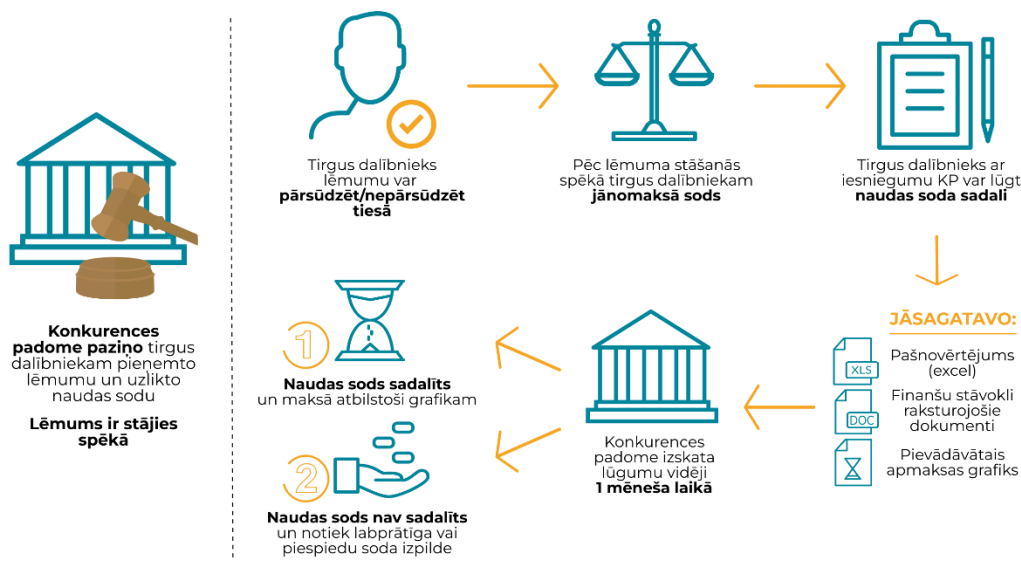 Konkurences
padome paziņo tirgus
dalībniekam pieņemto
lēmumu un uzlikto
naudas sodu
Lēmums ir stājies
spēkā
Tirgus dalībnieks
lēmumu var
pārsūdzēt/nepārsūdzēt
tiesā
Pēc lēmuma stāšanās
spēkā tirgus dalībniekam
jānomaksā sods
Tirgus dalībnieks ar
iesniegumu KP var lūgt
naudas soda sadali
JĀSAGATAVO:
XLS
Pašnovērtējums
(excel)
DOC
Finanšu stāvokli
raksturojošie
dokumenti
Pievādāvātais
apmaksas grafiks
Konkurences
padome izskata
lūgumu vidēji
1 mēneša laikā
1
Naudas sods sadalīts
un maksā atbilstoši grafikam
2
Naudas sods nav sadalīts
un notiek labprātīga vai
piespiedu soda izpilde